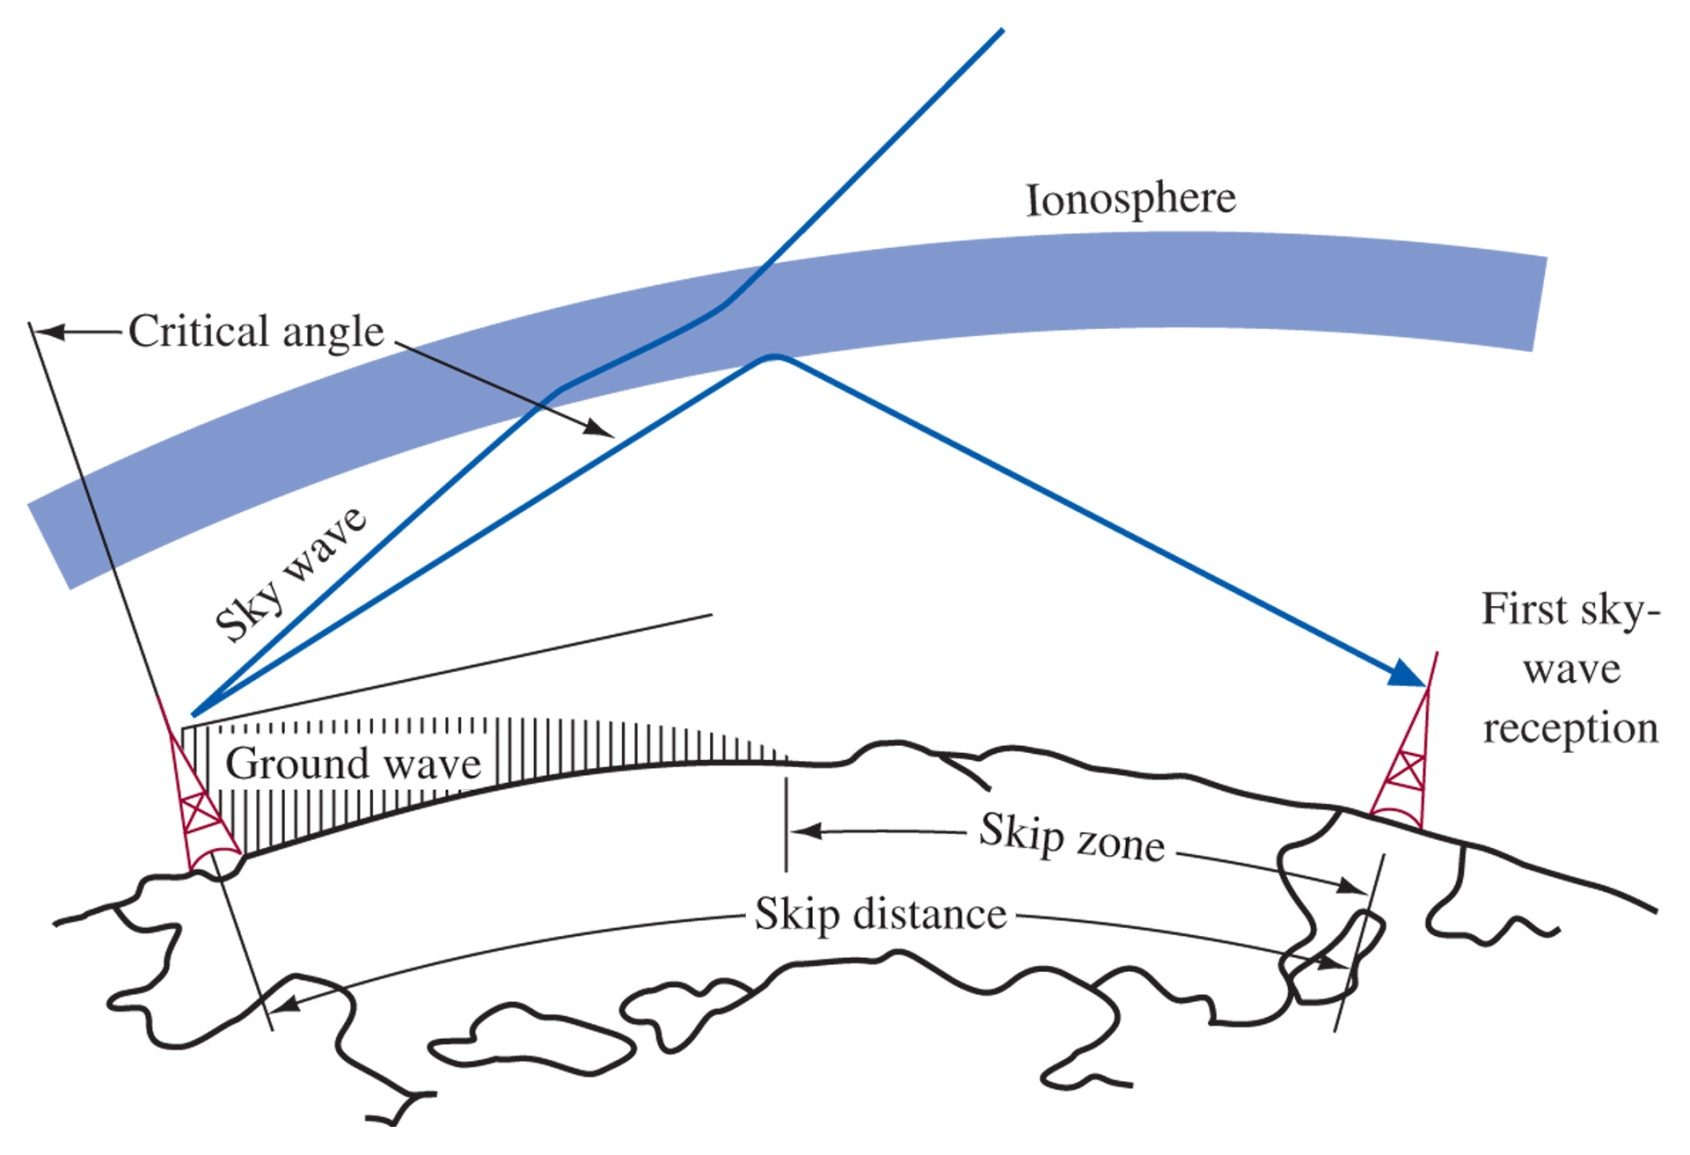 Ionosphere
Critical angle
Sky wave
First sky-
wave
reception
Ground wave
Skip zone
Skip distance